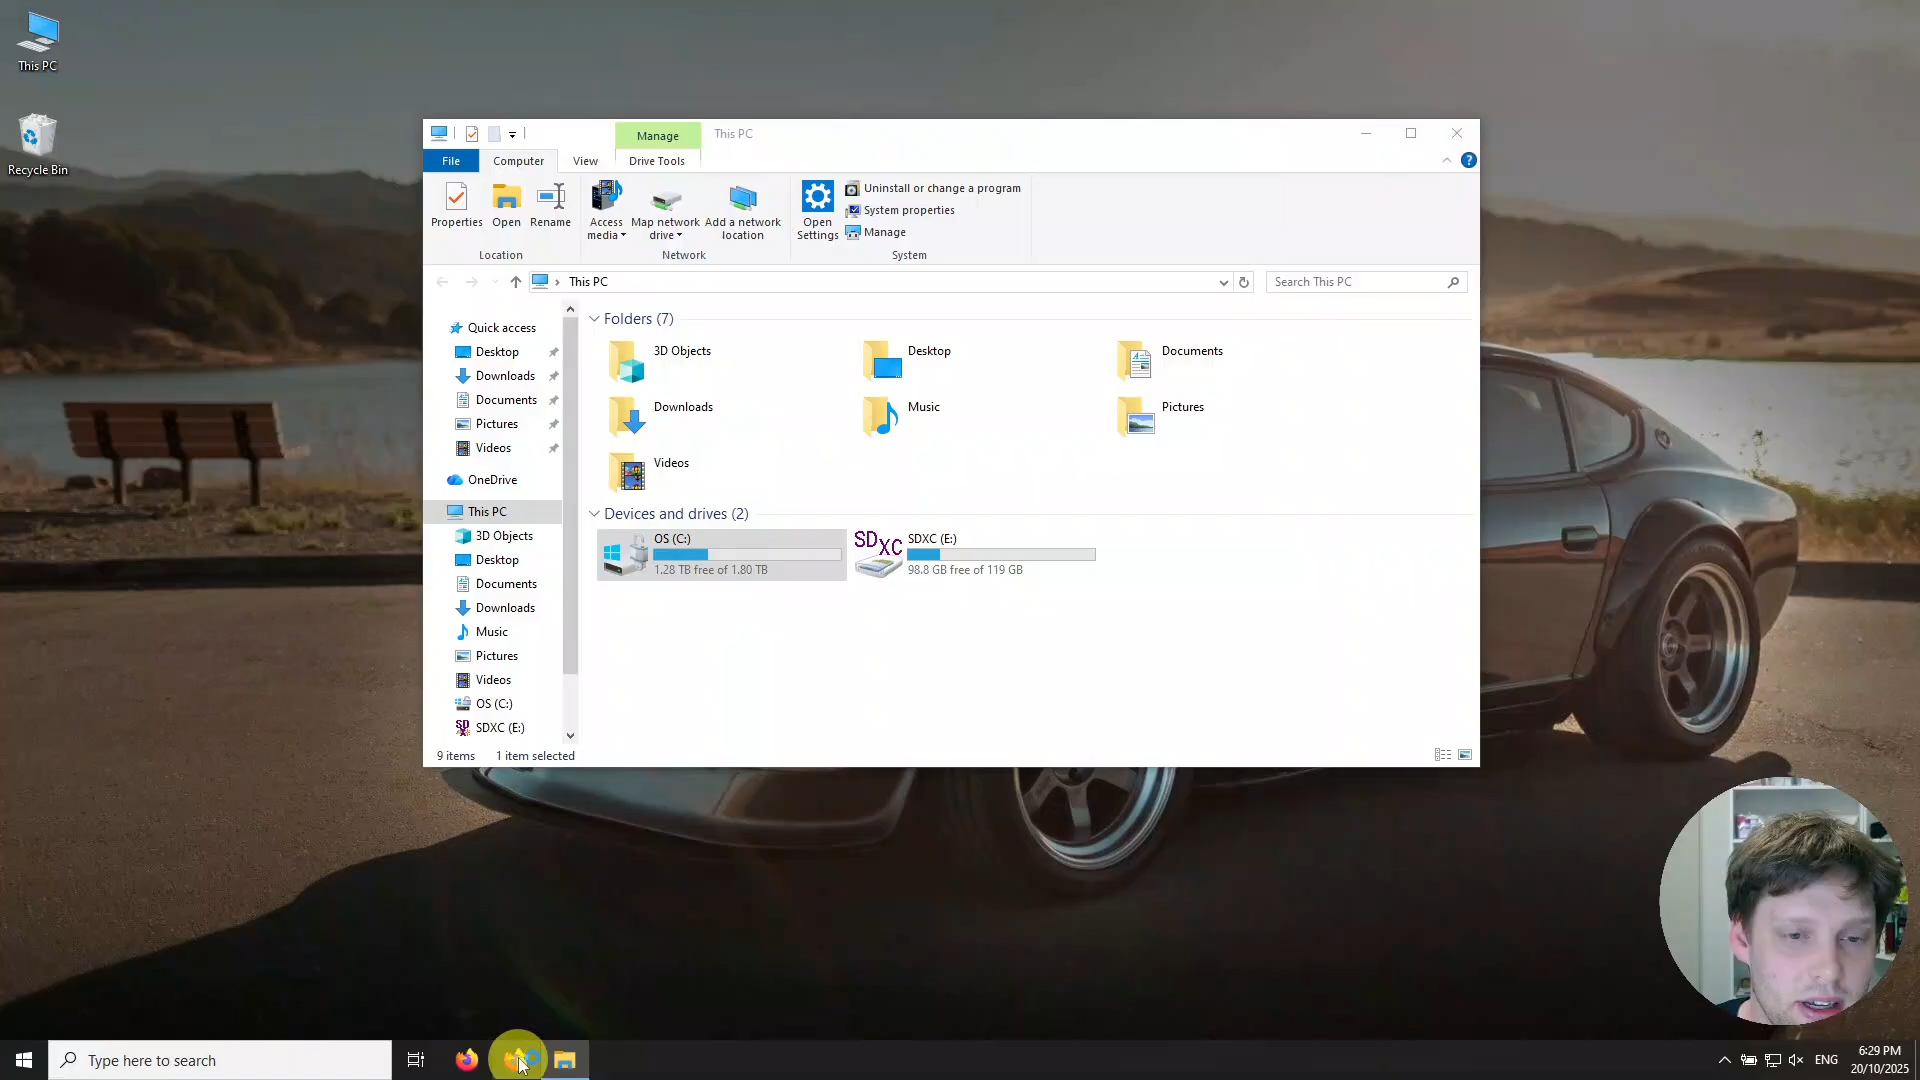 This PC
Recycle Bin
Manage
This PC
File
Computer
View
Drive Tools
Properties
Open
Rename
Access
media
Map network
drive
Add a network
location
Open
Settings
Uninstall or change a program
System properties
Manage
Location
Network
System
This PC
Search This PC
Quick access
Desktop
Downloads
Documents
Pictures
Videos
OneDrive
This PC
3D Objects
Desktop
Documents
Downloads
Music
Pictures
Videos
OS (C:)
SDXC (E:)
Folders (7)
3D Objects
Desktop
Documents
Downloads
Music
Pictures
Videos
Devices and drives (2)
OS (C:)
1.28 TB free of 1.80 TB
SDXC
SDXC (E:)
98.8 GB free of 119 GB
9 items
1 item selected
Type here to search
ENG
6:29 PM
20/10/2025